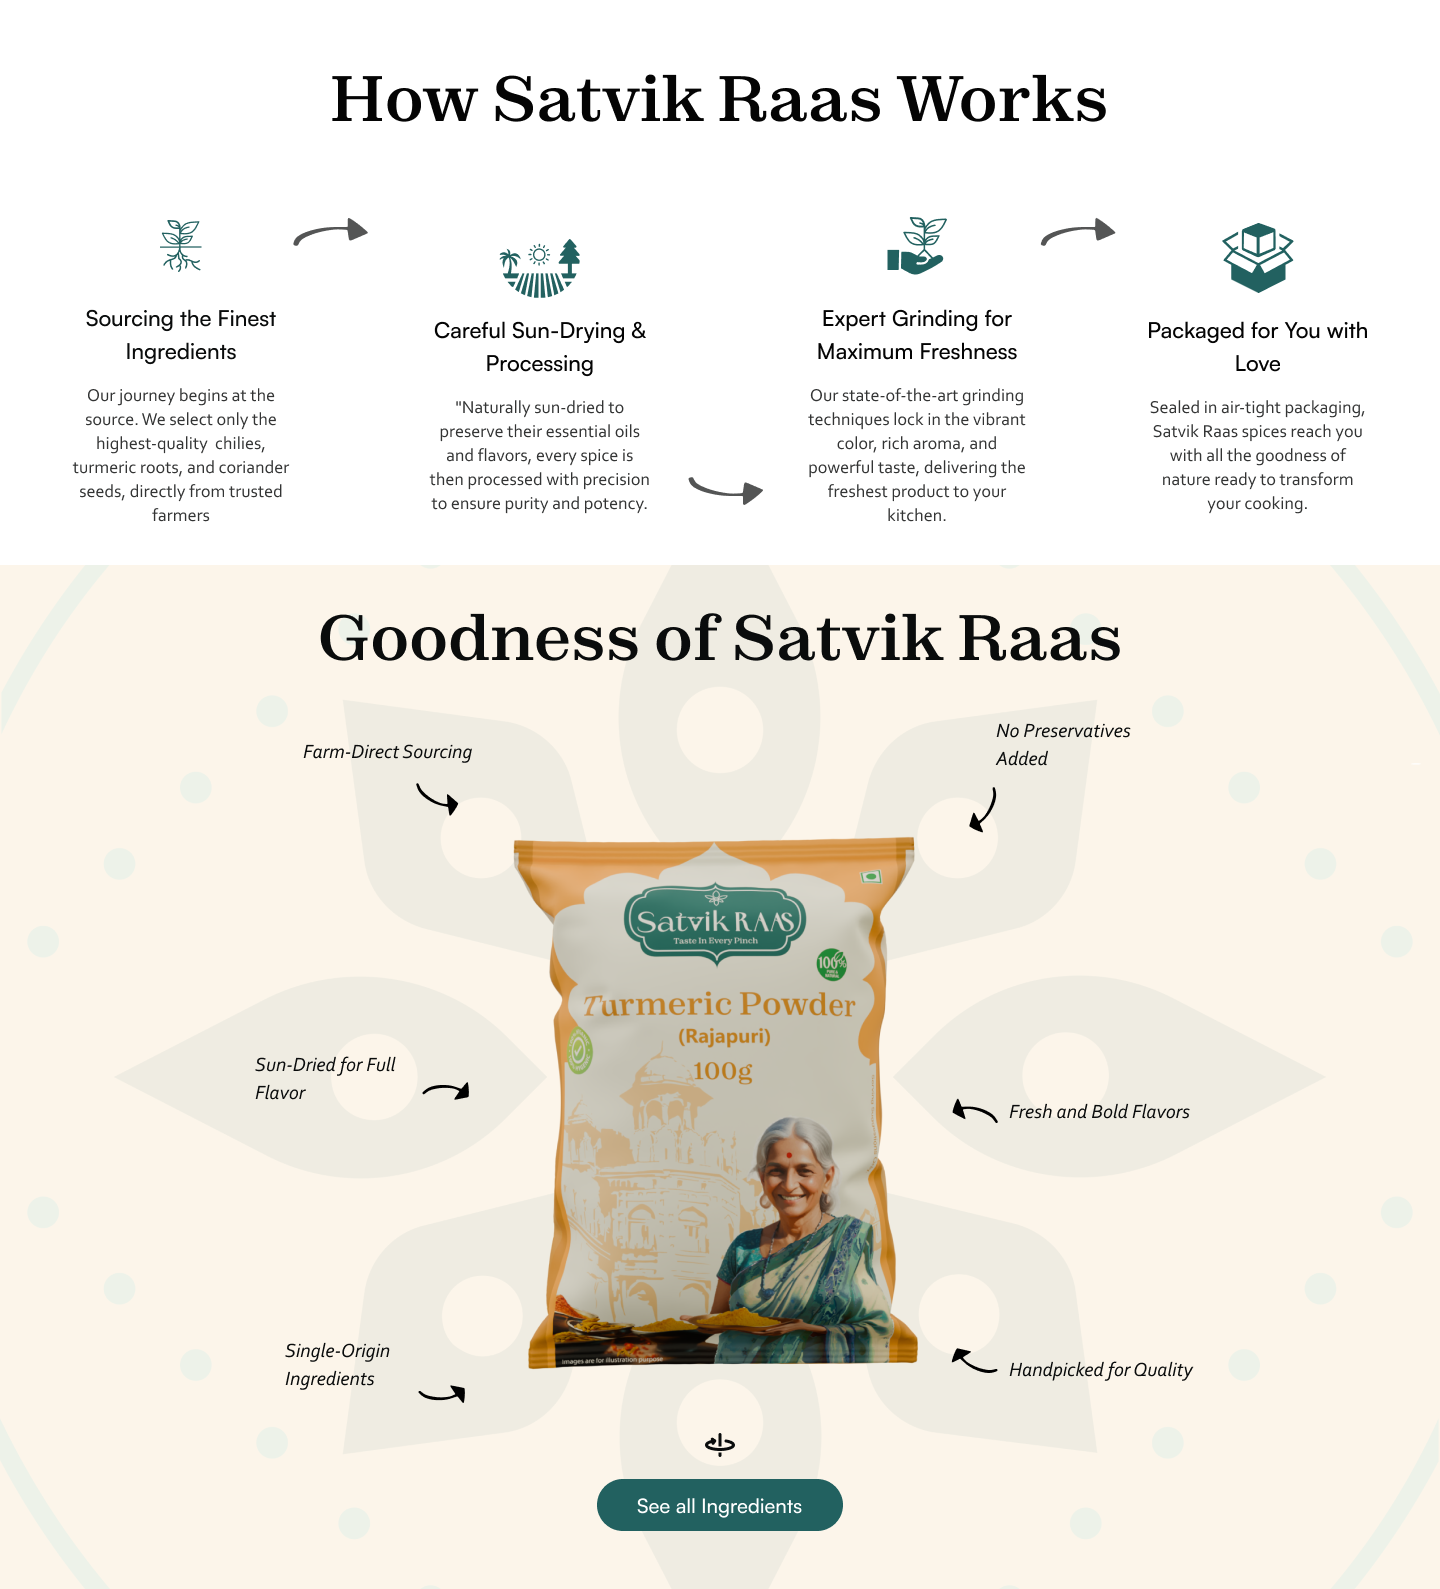 How Satvik Raas Works
Sourcing the Finest
Ingredients
Our journey begins at the
source. We select only the
highest-quality  chilies,
turmeric roots, and coriander
seeds, directly from trusted
farmers
Careful Sun-Drying &
Processing
"Naturally sun-dried to
preserve their essential oils
and flavors, every spice is
then processed with precision
to ensure purity and potency.
Expert Grinding for
Maximum Freshness
Our state-of-the-art grinding
techniques lock in the vibrant
color, rich aroma, and
powerful taste, delivering the
freshest product to your
kitchen.
Packaged for You with
Love
Sealed in air-tight packaging,
Satvik Raas spices reach you
with all the goodness of
nature ready to transform
your cooking.
Goodness of Satvik Raas
Farm-Direct Sourcing
No Preservatives
Added
Satvik RAAS
Taste In Every Pinch
100%
Turmeric Powder
(Rajapuri)
100g
Sun-Dried for Full
Flavor
Fresh and Bold Flavors
Single-Origin
Ingredients
Handpicked for Quality
Images are for illustration purpose
See all Ingredients